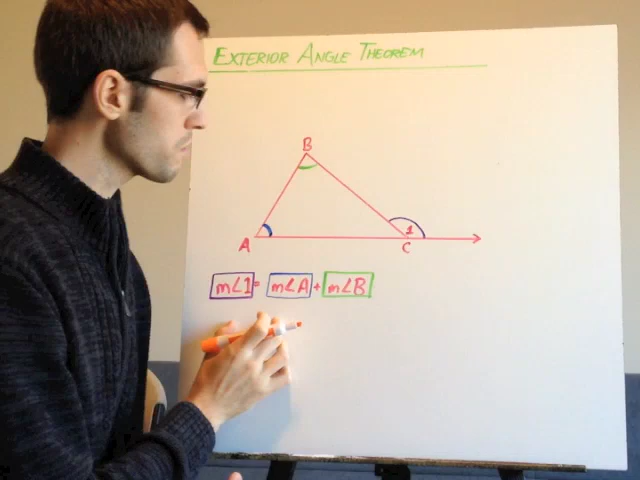 EXTERIOR ANGLE THEOREM
B
A
1
C
m∠1 = m∠A + m∠B